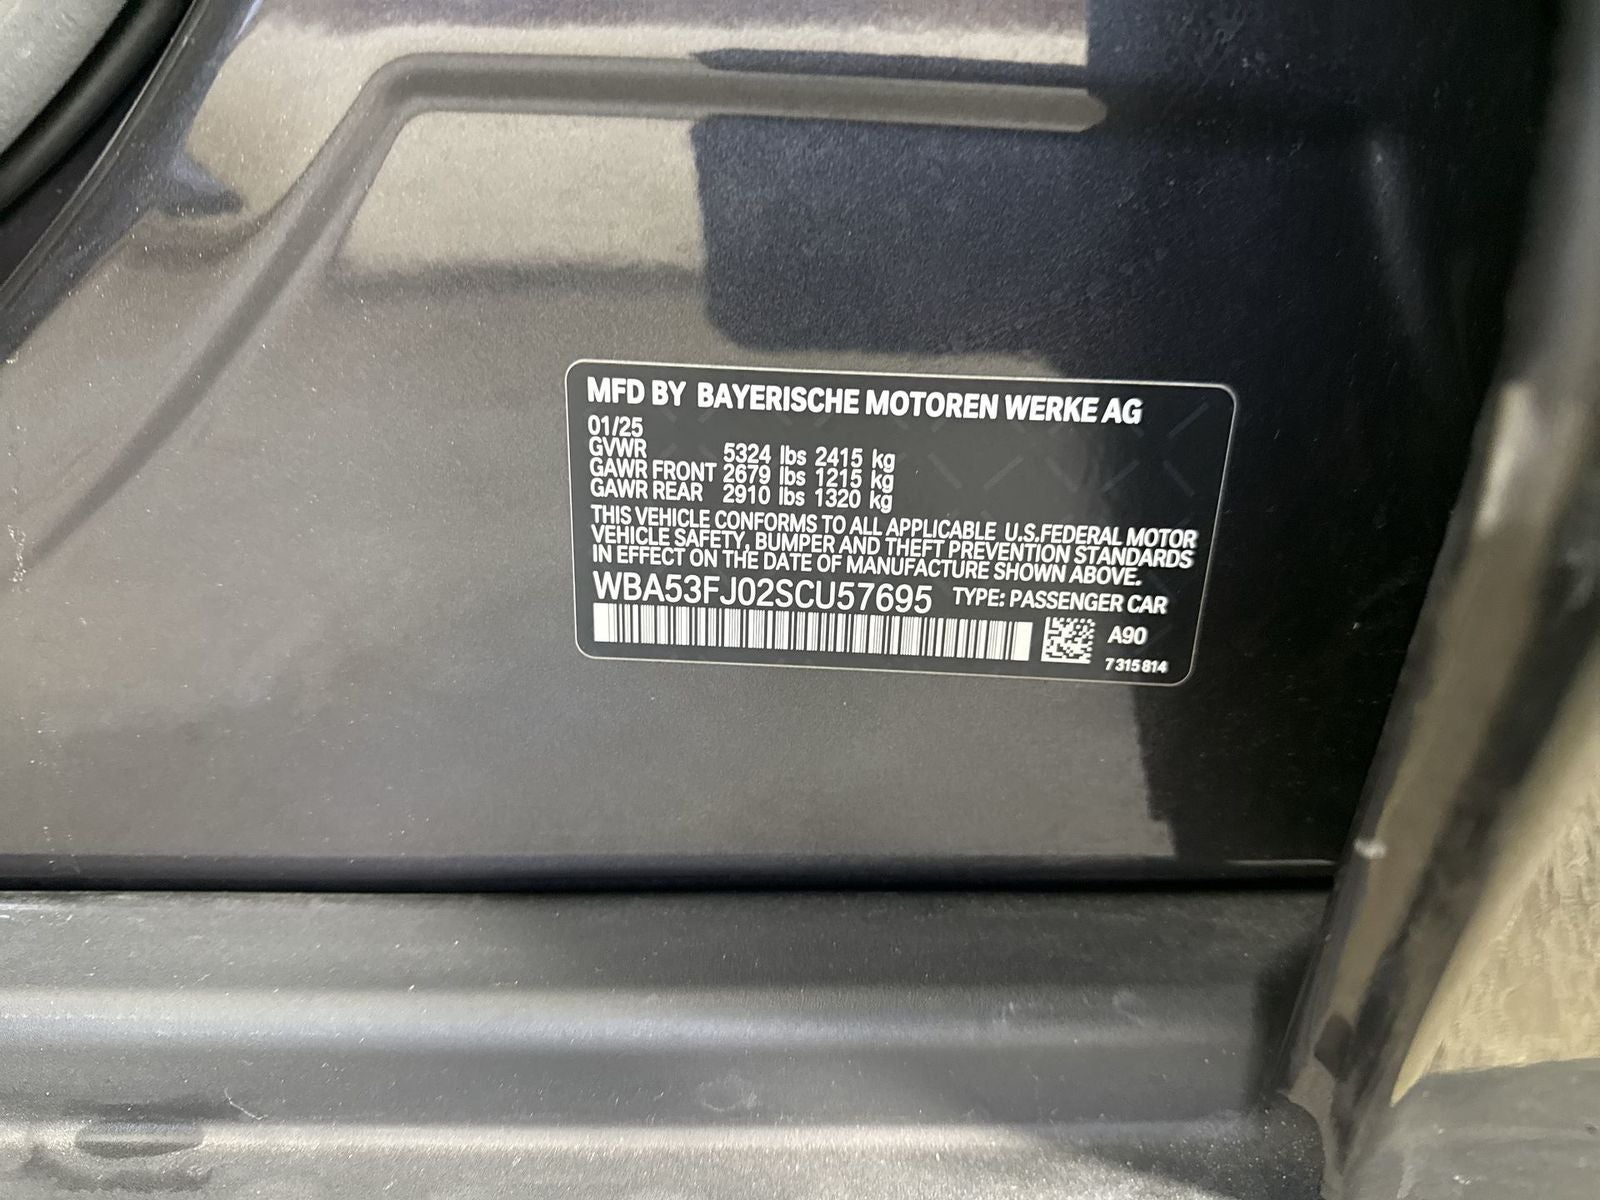 MFD BY BAYERISCHE MOTOREN WERKE AG
01/25
GVWR 5324 lbs 2415 kg
GAWR FRONT 2679 lbs 1215 kg
GAWR REAR 2910 lbs 1320 kg
THIS VEHICLE CONFORMS TO ALL APPLICABLE U.S.FEDERAL MOTOR
VEHICLE SAFETY, BUMPER AND THEFT PREVENTION STANDARDS
IN EFFECT ON THE DATE OF MANUFACTURE SHOWN ABOVE.
WBA53FJ02SCU57695 TYPE: PASSENGER CAR
A90
7 315 814